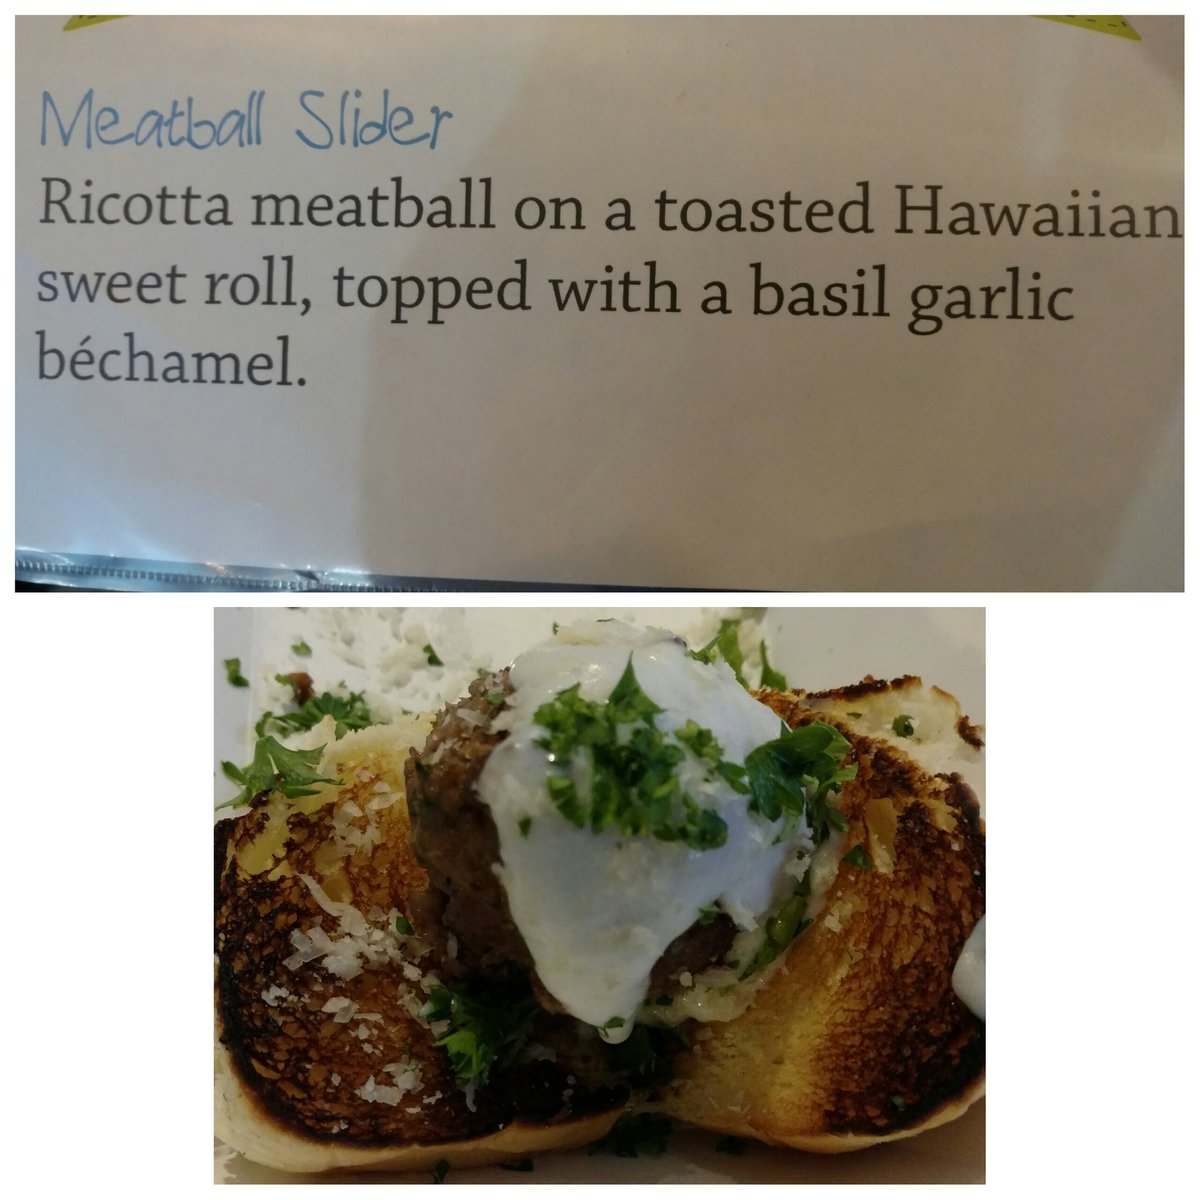 Meatball Slider
Ricotta meatball on a toasted Hawaiian
sweet roll, topped with a basil garlic
béchamel.